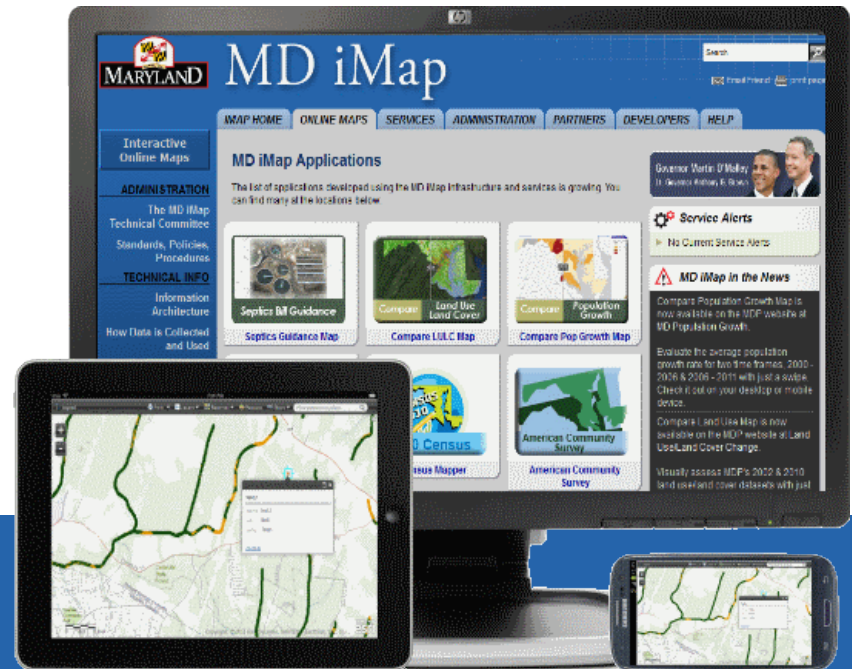 hp
MARYLAND
MD iMap
Search
Email Friend print page
IMAP HOME ONLINE MAPS SERVICES ADMINISTRATION PARTNERS DEVELOPERS HELP
Interactive
Online Maps
ADMINISTRATION
The MD iMap
Technical Committee
Standards, Policies,
Procedures
TECHNICAL INFO
Information
Architecture
How Data is Collected
and Used
MD iMap Applications
The list of applications developed using the MD iMap infrastructure and services is growing. You
can find many at the locations below:
Septics Bill Guidance
Septics Guidance Map
Compare Land Use
Land Cover
Compare LULC Map
Compare Population
Growth
Compare Pop Growth Map
Census
Mapper
American Community
Survey
American Community
Survey
Governor Martin O'Malley
Lt. Governor Anthony G. Brown
Service Alerts
No Current Service Alerts
MD iMap in the News
Compare Population Growth Map is
now available on the MDP website at
MD Population Growth.
Evaluate the average population
growth rate for two time frames, 2000 -
2006 & 2006 - 2011 with just a swipe.
Check it out on your desktop or mobile
device.
Compare Land Use Map is now
available on the MDP website at Land
Use/Land Cover Change.
Visually assess MDP's 2002 & 2010
land use/land cover datasets with just